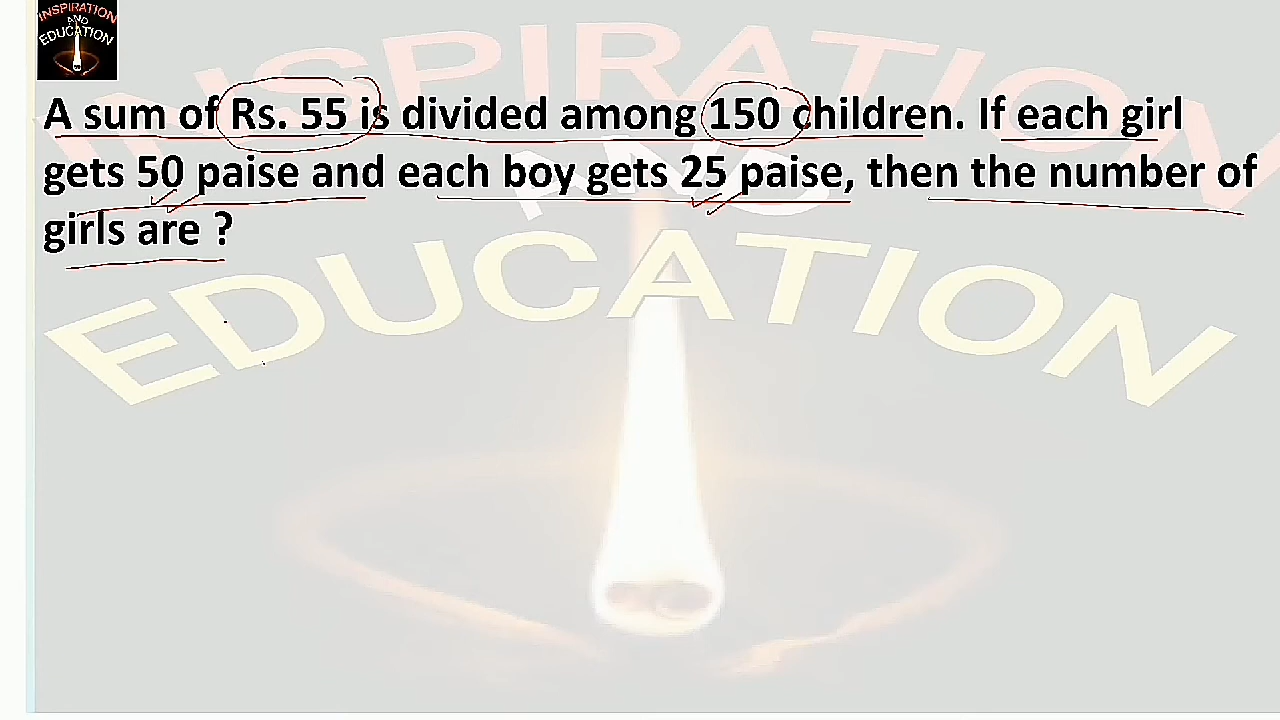 INSPIRATION
AND
EDUCATION
INSPIRATION
A sum of Rs. 55 is divided among 150 children. If each girl
AND
gets 50 paise and each boy gets 25 paise, then the number of
girls are ?
EDUCATION